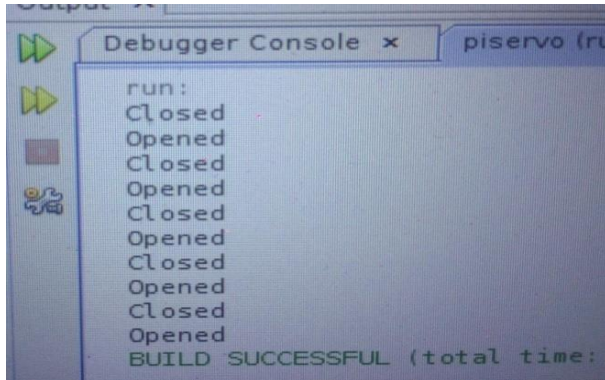 Output
Debugger Console × piservo (ru
run:
Closed
Opened
Closed
Opened
Closed
Opened
Closed
Opened
Closed
Opened
BUILD SUCCESSFUL (total time: